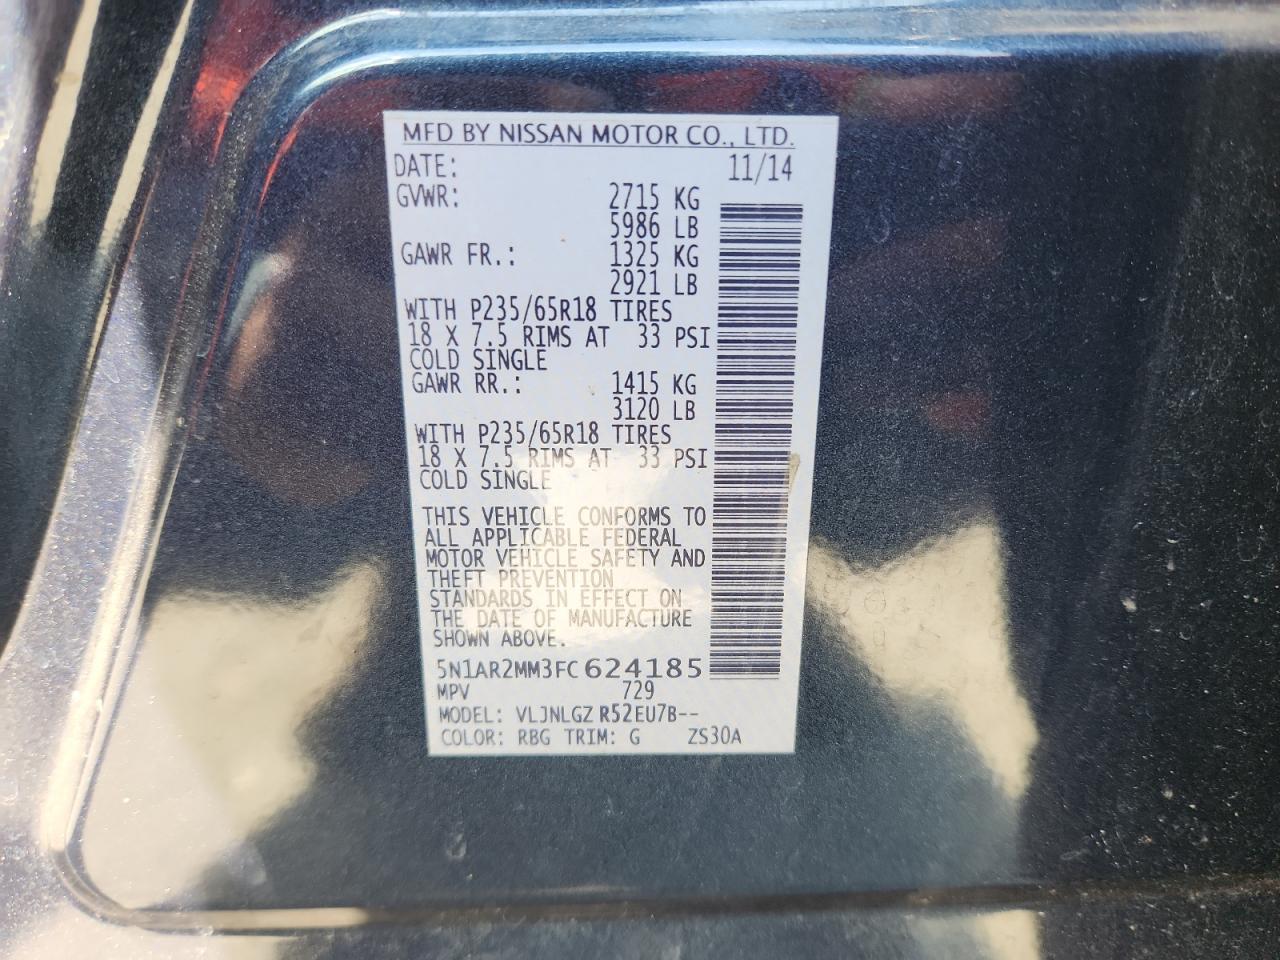 MFD BY NISSAN MOTOR CO., LTD.
DATE: 11/14
GVWR: 2715 KG
5986 LB
GAWR FR.: 1325 KG
2921 LB
WITH P235/65R18 TIRES
18 X 7.5 RIMS AT 33 PSI
COLD SINGLE
GAWR RR.: 1415 KG
3120 LB
WITH P235/65R18 TIRES
18 X 7.5 RIMS AT 33 PSI
COLD SINGLE
THIS VEHICLE CONFORMS TO
ALL APPLICABLE FEDERAL
MOTOR VEHICLE SAFETY AND
THEFT PREVENTION
STANDARDS IN EFFECT ON
THE DATE OF MANUFACTURE
SHOWN ABOVE.
5N1AR2MM3FC624185
MPV 729
MODEL: VLJNLGZ R52EU7B--
COLOR: RBG TRIM: G ZS30A